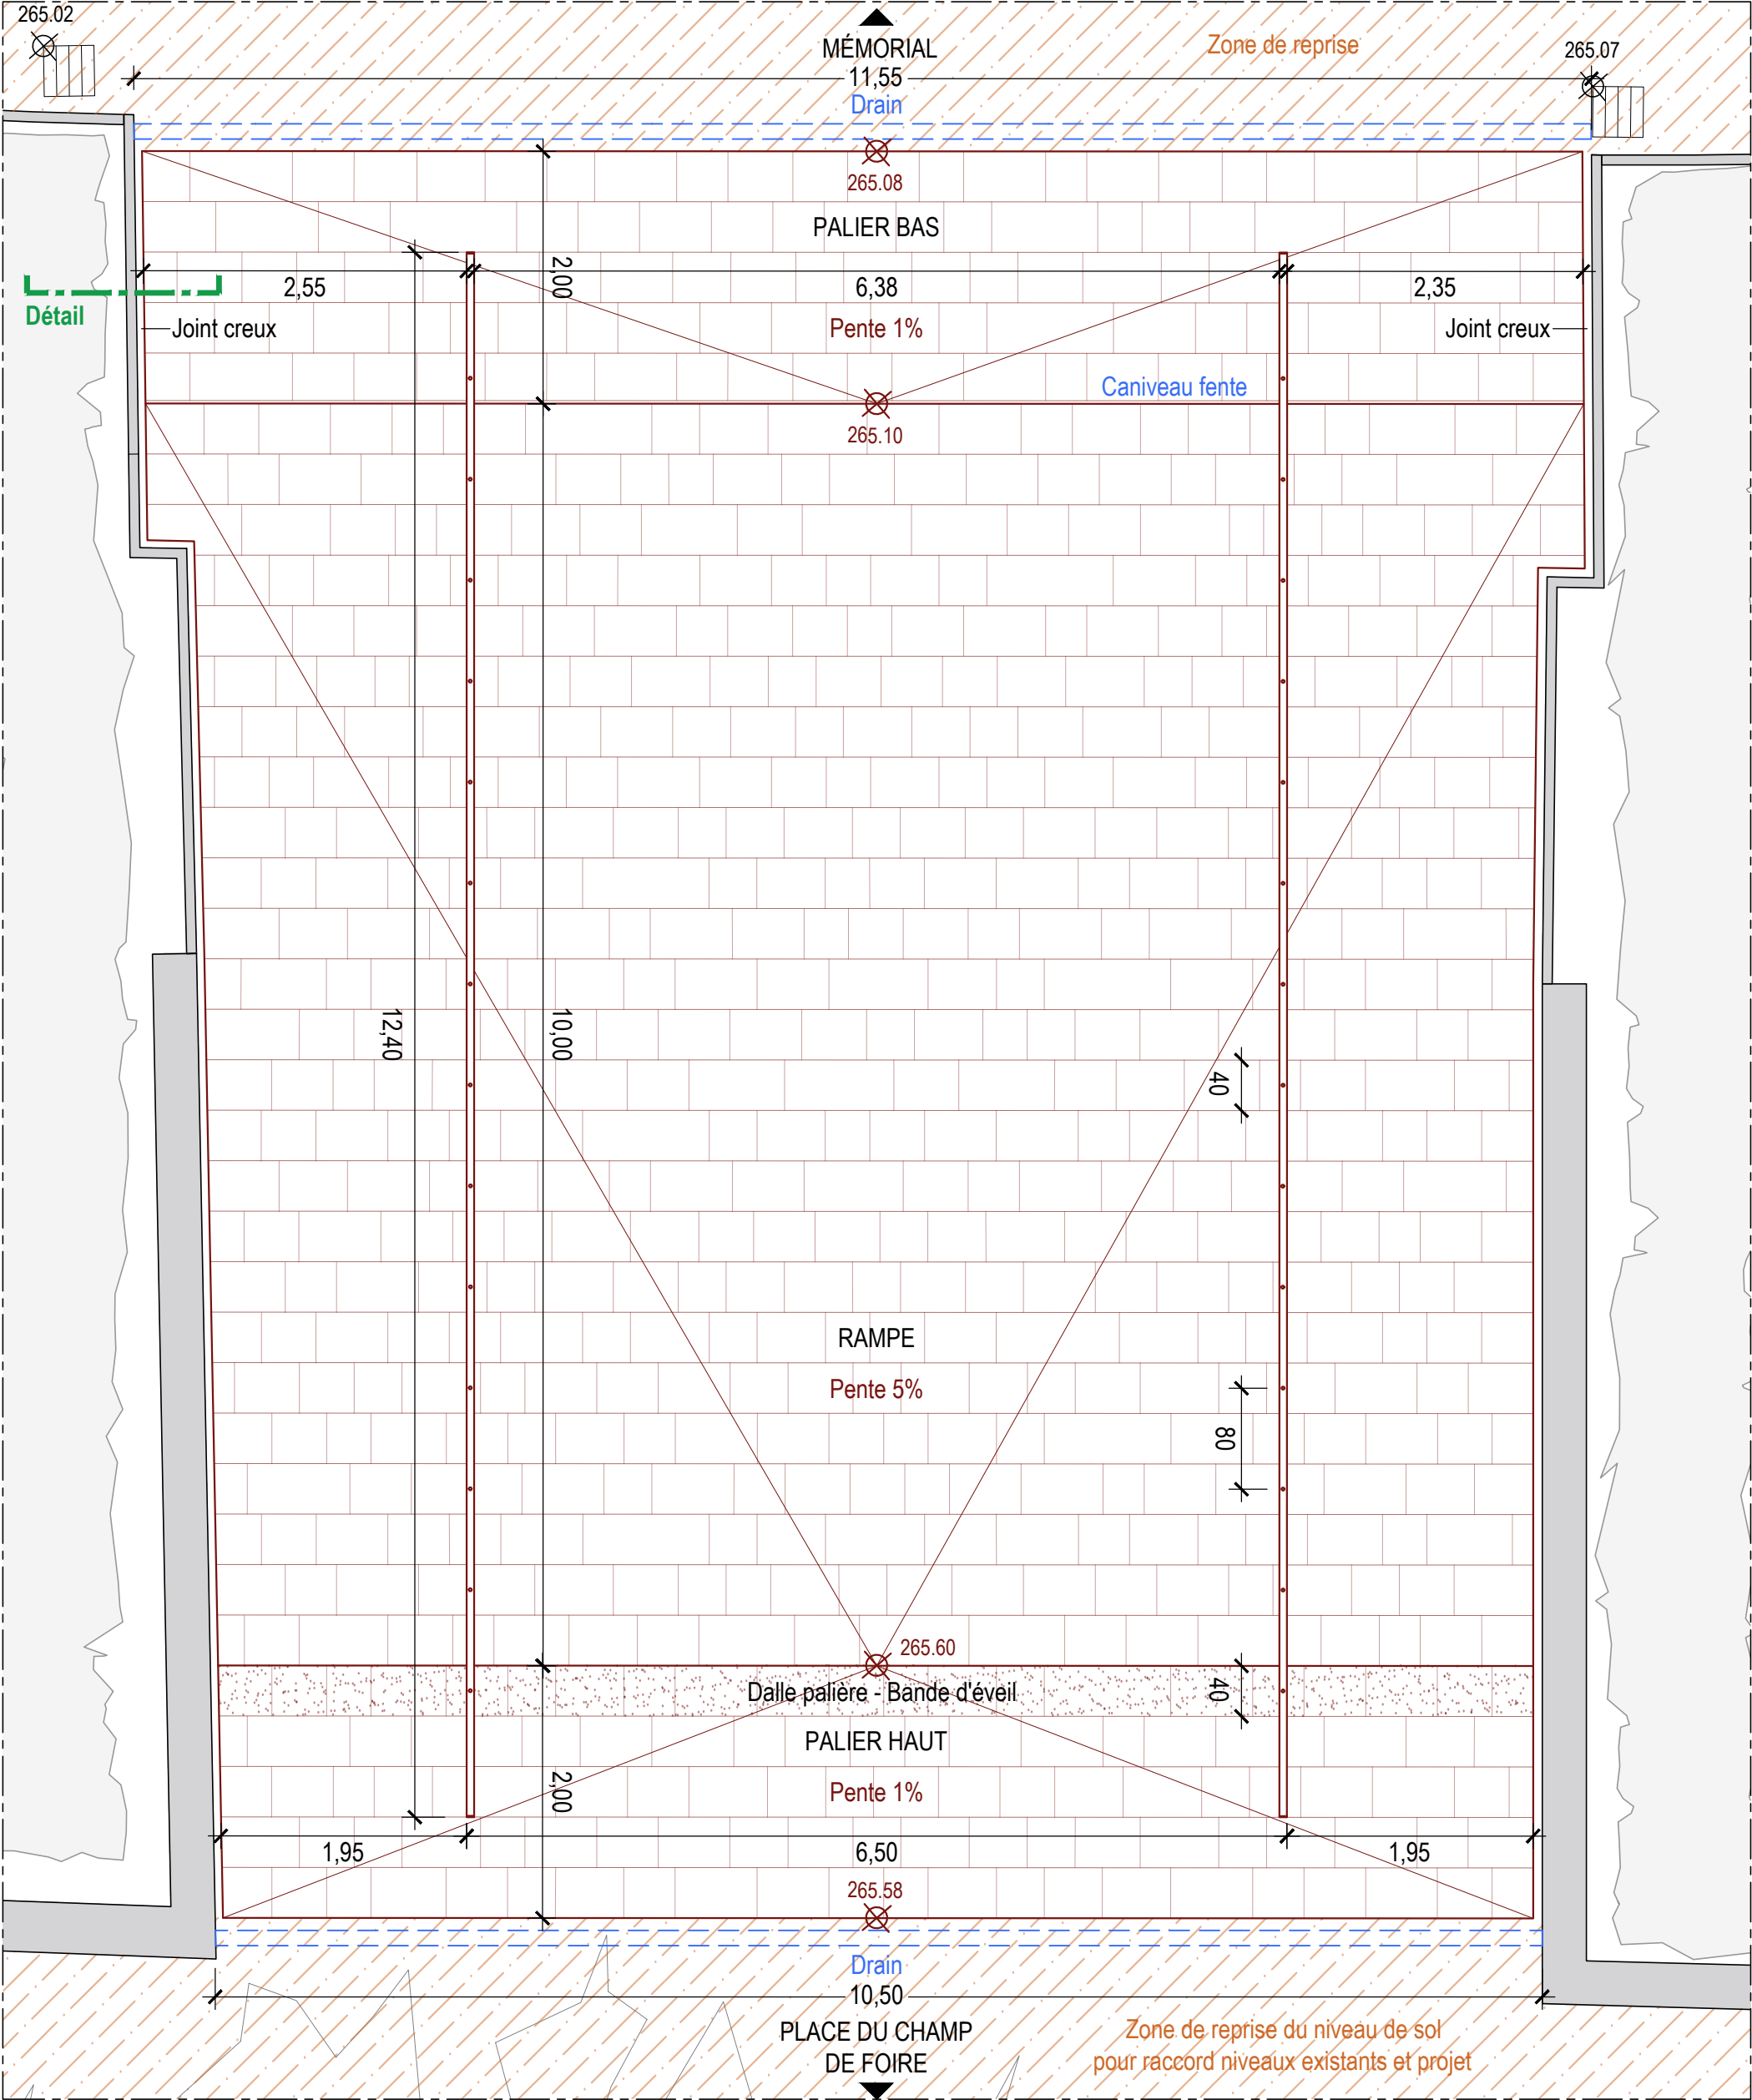 265.02
MÉMORIAL
Zone de reprise
265.07
11,55
Drain
265.08
PALIER BAS
2,00
2,55
6,38
2,35
Détail
Joint creux
Pente 1%
Joint creux
Caniveau fente
265.10
12,40
10,00
40
RAMPE
Pente 5%
80
265.60
Dalle palière - Bande d'éveil
40
PALIER HAUT
Pente 1%
2,00
1,95
6,50
1,95
265.58
Drain
10,50
PLACE DU CHAMP
DE FOIRE
Zone de reprise du niveau de sol
pour raccord niveaux existants et projet